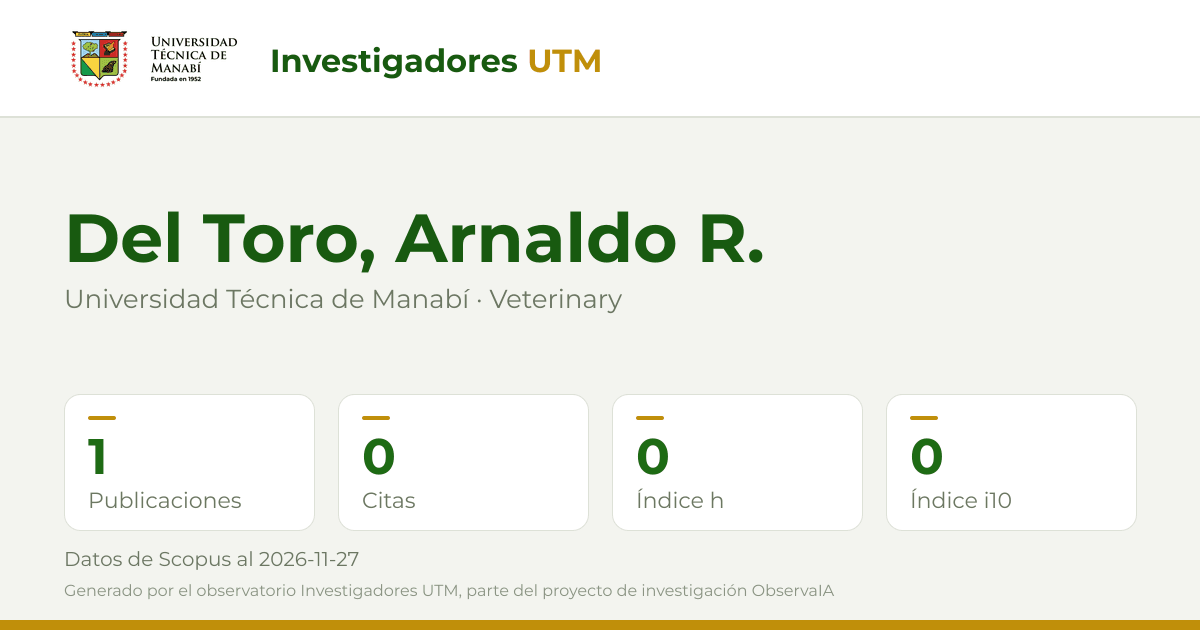 UNIVERSIDAD
TÉCNICA DE
MANABÍ
Fundada en 1952
Investigadores UTM
Del Toro, Arnaldo R.
Universidad Técnica de Manabí · Veterinary
1
Publicaciones
0
Citas
0
Índice h
0
Índice i10
Datos de Scopus al 2026-11-27
Generado por el observatorio Investigadores UTM, parte del proyecto de investigación ObservaIA